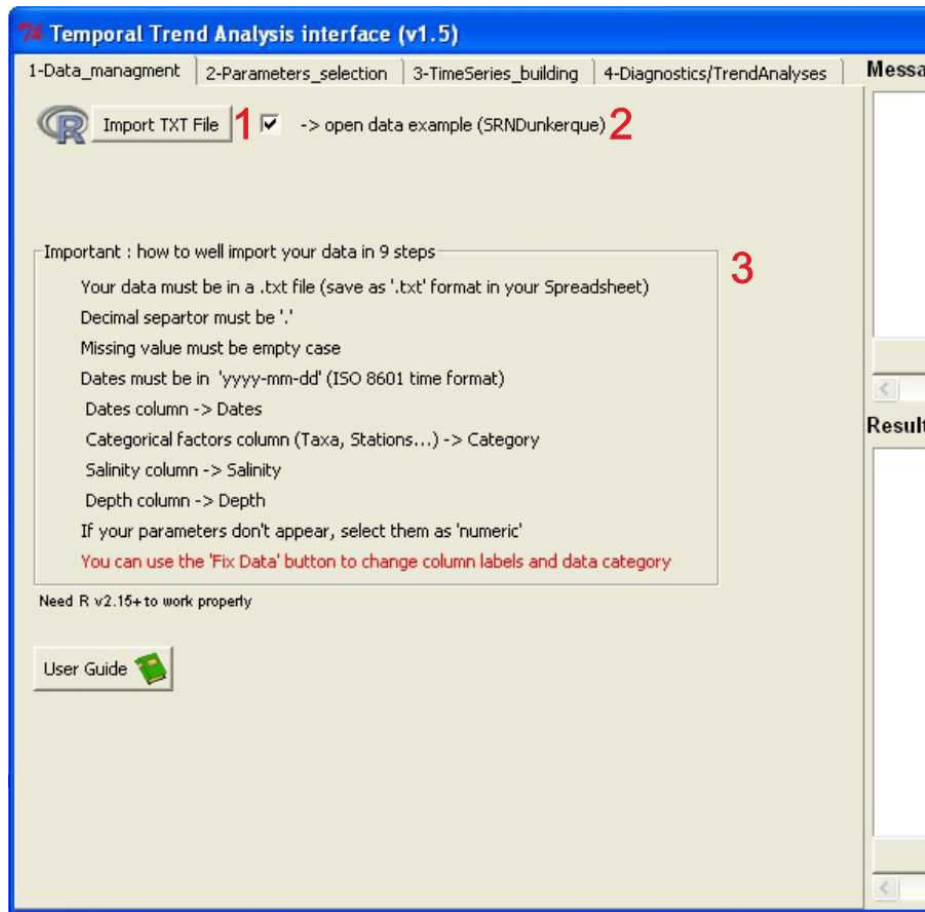 Temporal Trend Analysis interface (v1.5)
1-Data_managment 2-Parameters_selection 3-TimeSeries_building 4-Diagnostics/TrendAnalyses Messa
R Import TXT File 1 -> open data example (SRNDunkerque) 2
Important : how to well import your data in 9 steps
3
Your data must be in a .txt file (save as '.txt' format in your Spreadsheet)
Decimal separtor must be '.'
Missing value must be empty case
Dates must be in 'yyyy-mm-dd' (ISO 8601 time format)
Dates column -> Dates
Result
Categorical factors column (Taxa, Stations...) -> Category
Salinity column -> Salinity
Depth column -> Depth
If your parameters don't appear, select them as 'numeric'
You can use the 'Fix Data' button to change column labels and data category
Need R v2.15+ to work properly
User Guide